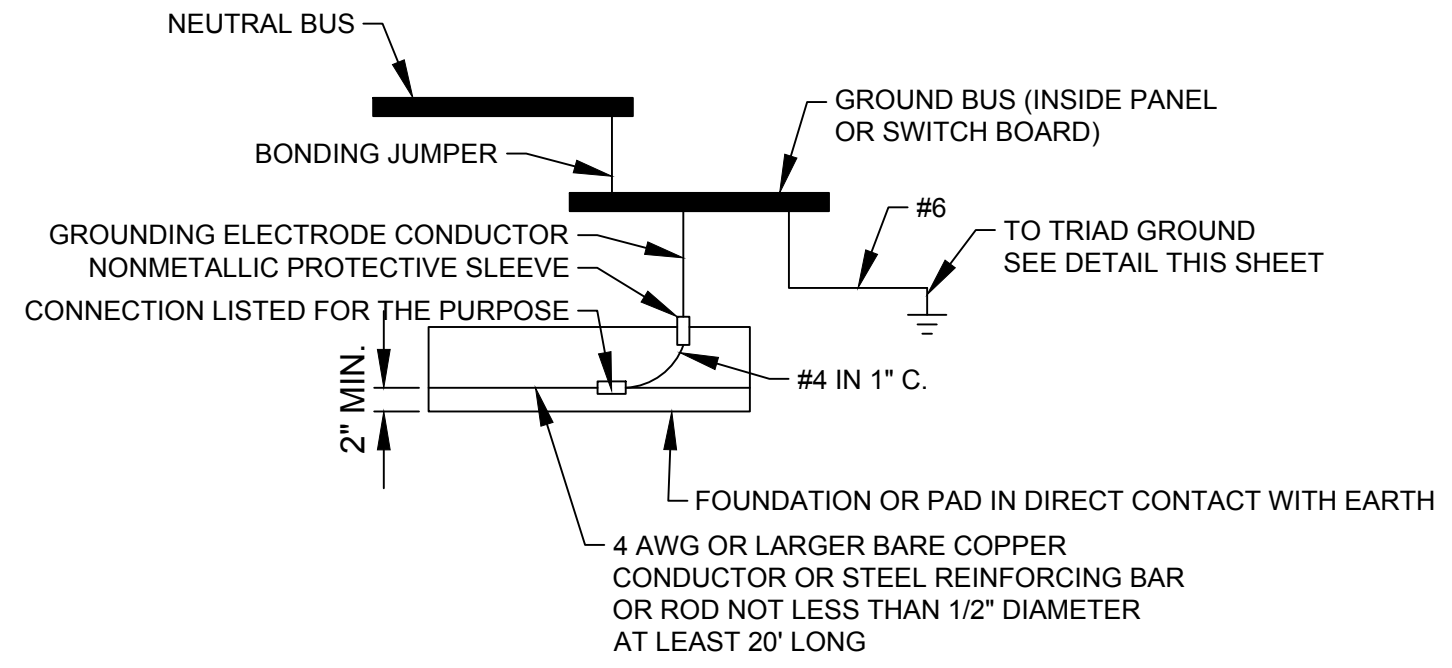 NEUTRAL BUS
GROUND BUS (INSIDE PANEL
OR SWITCH BOARD)
BONDING JUMPER
#6
GROUNDING ELECTRODE CONDUCTOR
TO TRIAD GROUND
SEE DETAIL THIS SHEET
NONMETALLIC PROTECTIVE SLEEVE
CONNECTION LISTED FOR THE PURPOSE
2" MIN.
#4 IN 1" C.
FOUNDATION OR PAD IN DIRECT CONTACT WITH EARTH
4 AWG OR LARGER BARE COPPER
CONDUCTOR OR STEEL REINFORCING BAR
OR ROD NOT LESS THAN 1/2" DIAMETER
AT LEAST 20' LONG